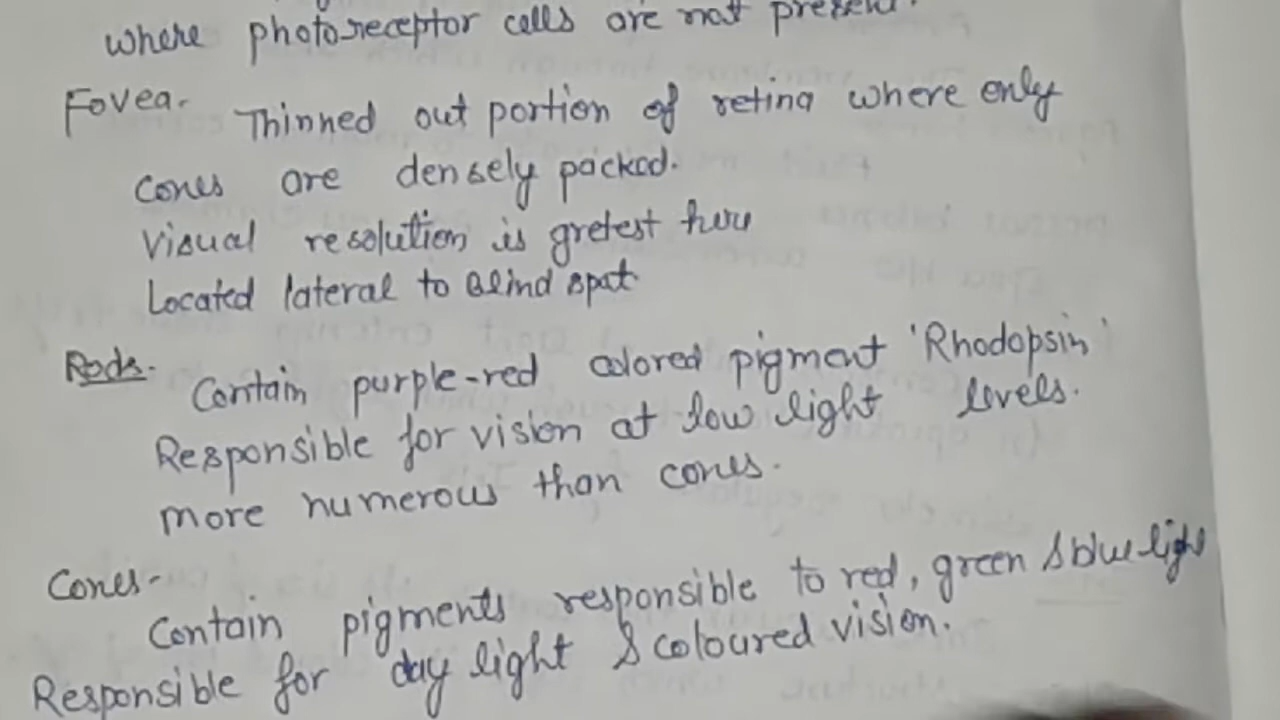 where photoreceptor cells are not present.
Fovea- Thinned out portion of retina where only
cones are densely packed.
Visual resolution is gretest here
Located lateral to Blind spot
Rods- Contain purple-red colored pigment 'Rhodopsin'
Responsible for vision at low light levels.
more numerous than cones.
Cones-
Contain pigments responsible to red, green & blue light
Responsible for day light & coloured vision.